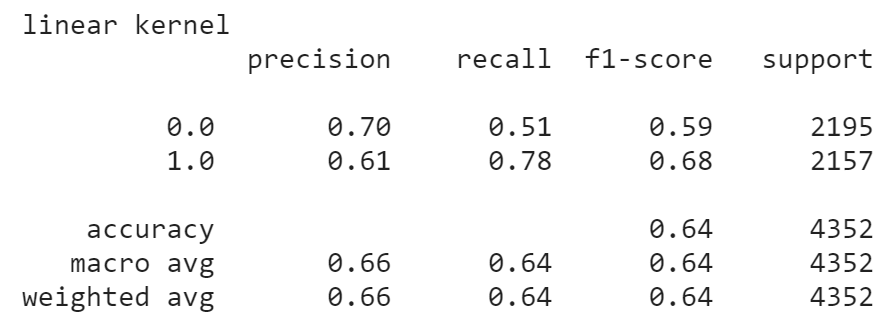 linear kernel
precision recall f1-score support
0.0 0.70 0.51 0.59 2195
1.0 0.61 0.78 0.68 2157
accuracy 0.64 4352
macro avg 0.66 0.64 0.64 4352
weighted avg 0.66 0.64 0.64 4352